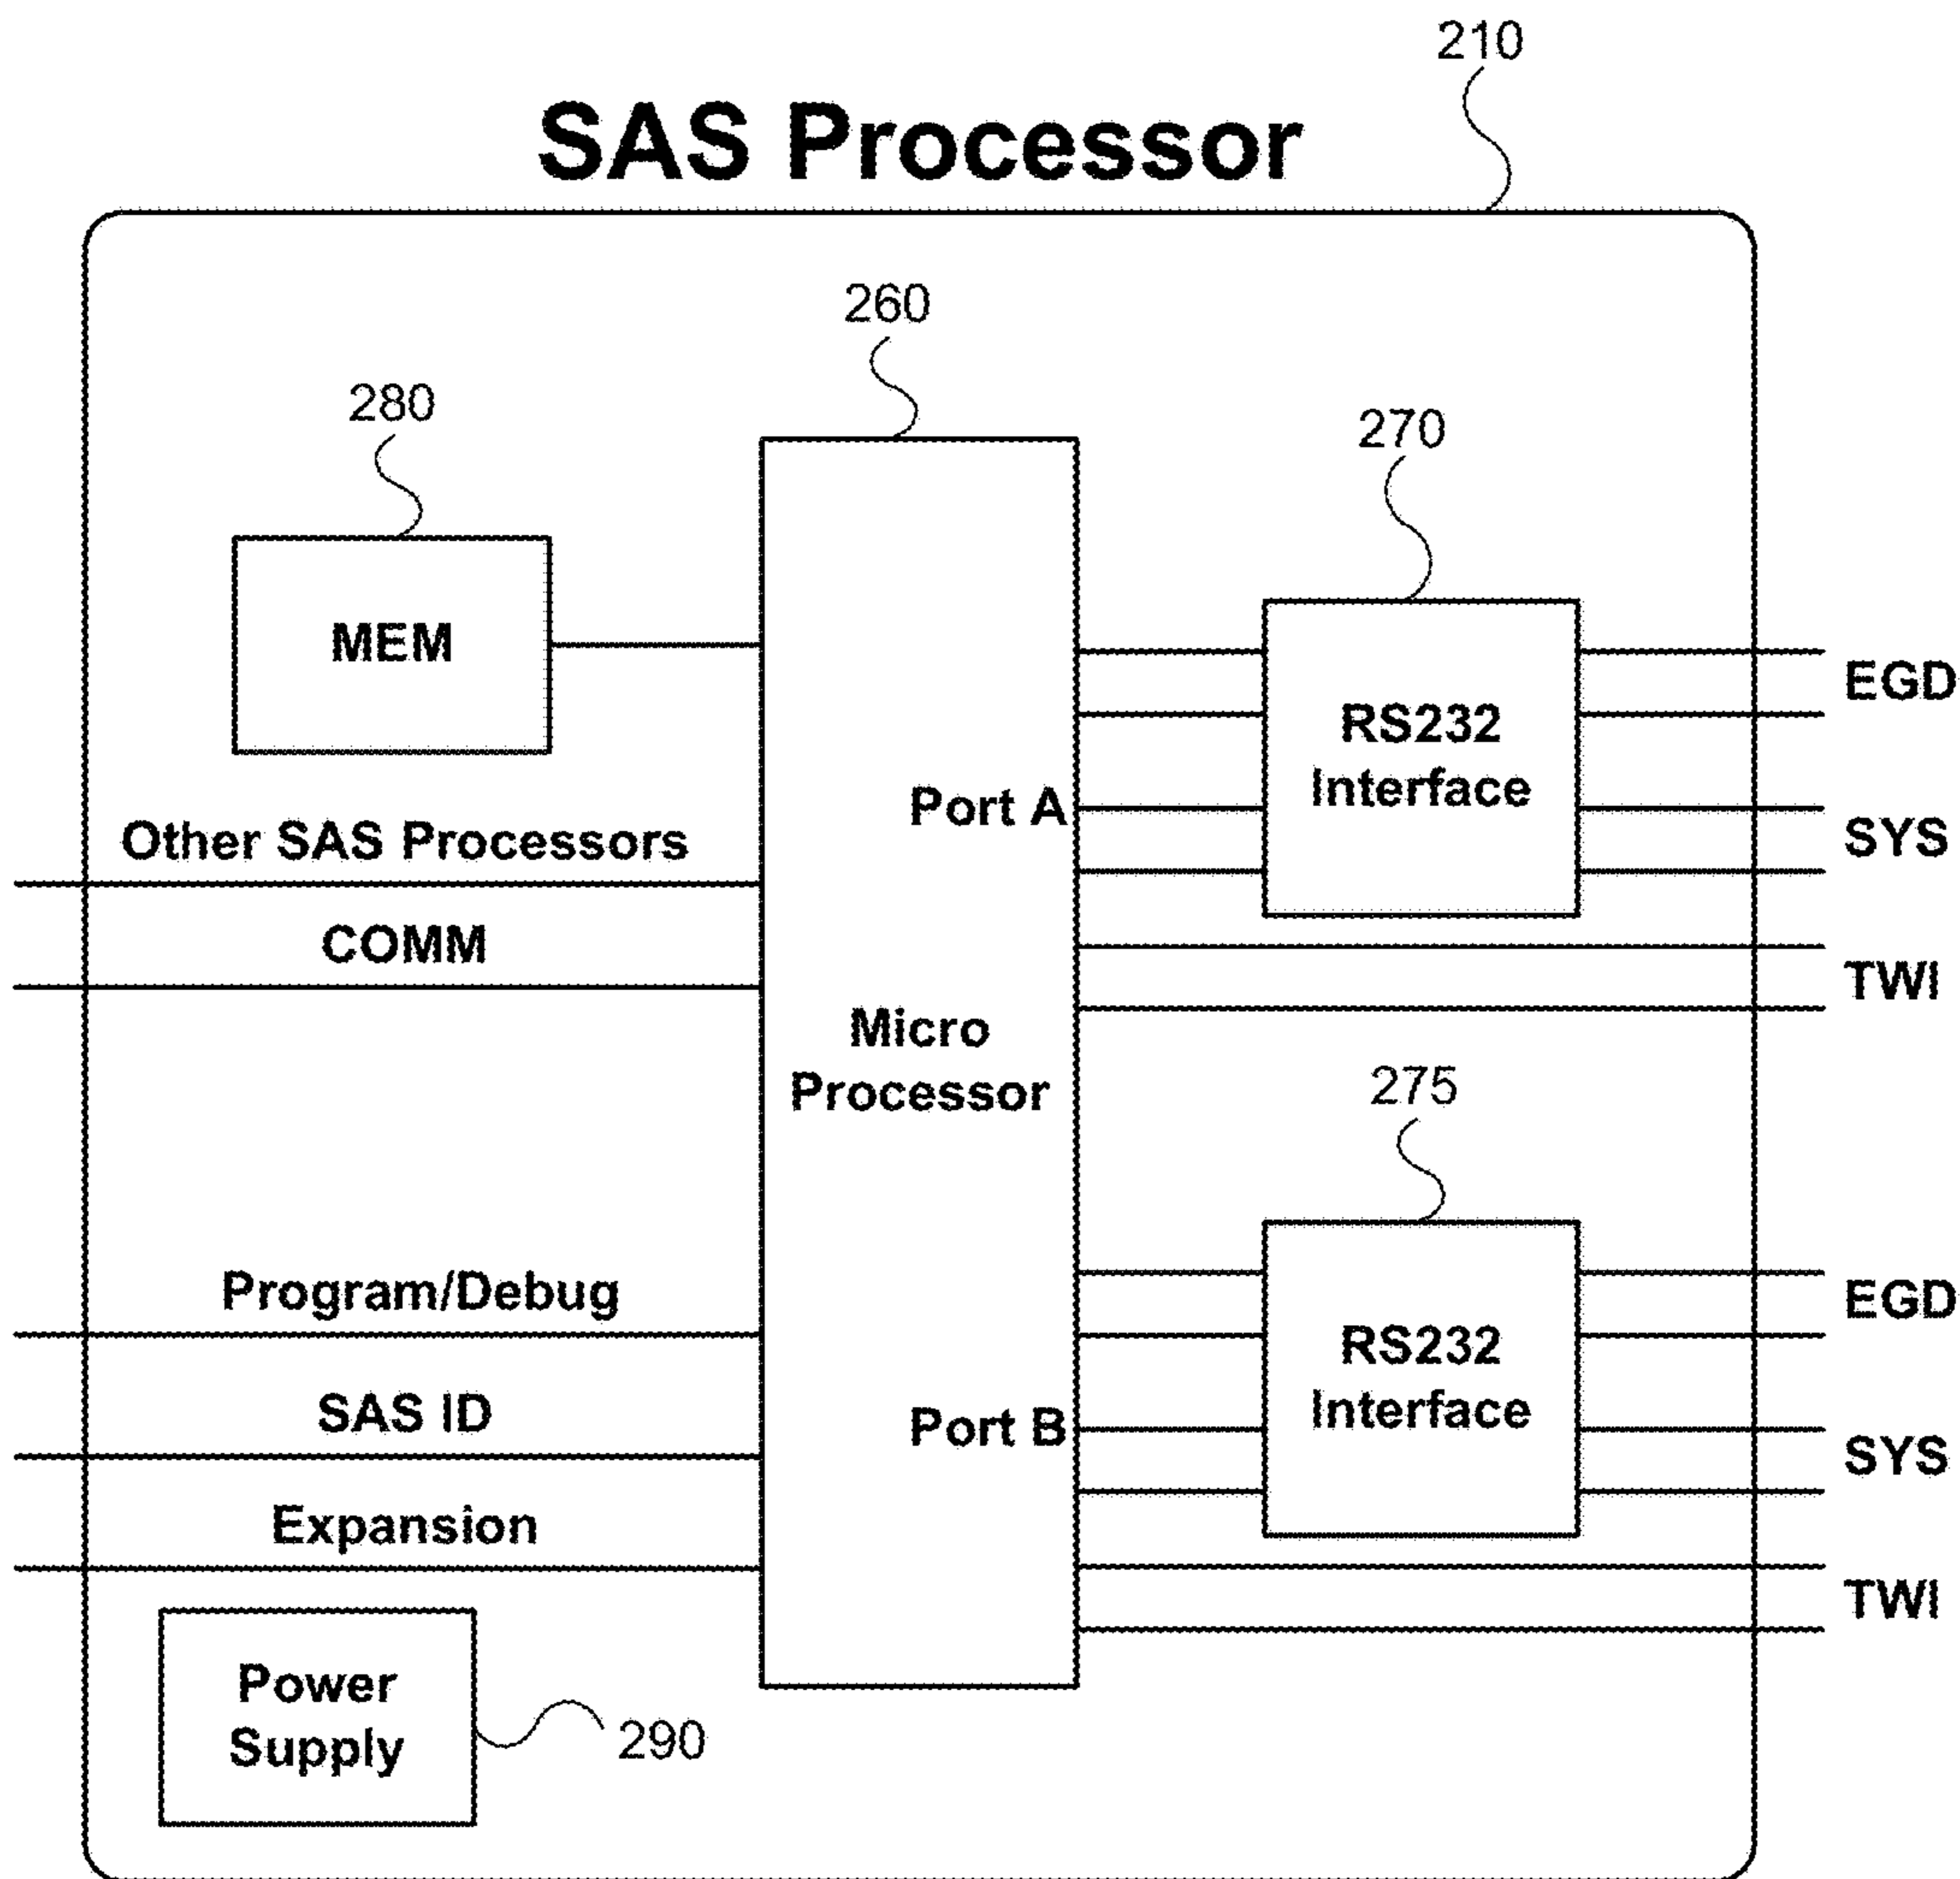 210
SAS Processor
260
280
270
MEM
EGD
RS232
Interface
Port A
Other SAS Processors
SYS
COMM
TWI
Micro
Processor
275
Program/Debug
EGD
RS232
Interface
SAS ID
Port B
SYS
Expansion
TWI
Power
Supply
290